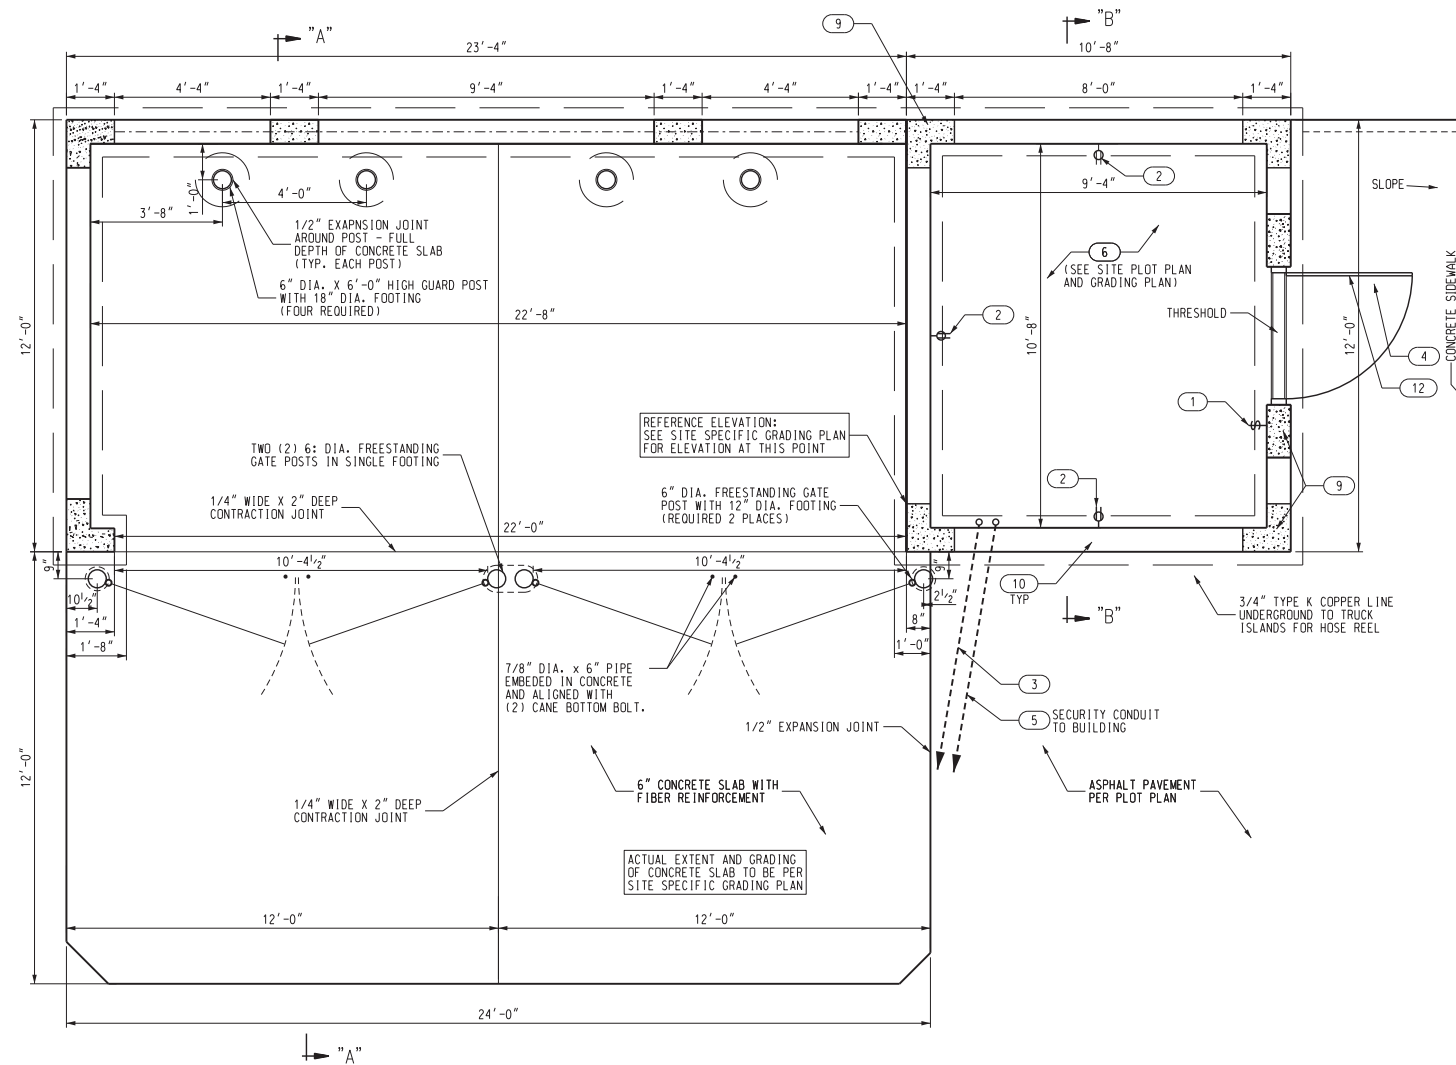 "A"
"B"
9
23'-4"
10'-8"
1'-4"
4'-4"
1'-4"
9'-4"
1'-4"
4'-4"
1'-4"
1'-4"
8'-0"
1'-4"
2
9'-4"
SLOPE
1'-0"
4'-0"
3'-8"
1/2" EXAPNSION JOINT
AROUND POST - FULL
DEPTH OF CONCRETE SLAB
(TYP. EACH POST)
6" DIA. X 6'-0" HIGH GUARD POST
WITH 18" DIA. FOOTING
(FOUR REQUIRED)
22'-8"
12'-0"
6
(SEE SITE PLOT PLAN
AND GRADING PLAN)
2
10'-8"
THRESHOLD
12'-0"
CONCRETE SIDEWALK
4
12
1
REFERENCE ELEVATION:
SEE SITE SPECIFIC GRADING PLAN
FOR ELEVATION AT THIS POINT
TWO (2) 6: DIA. FREESTANDING
GATE POSTS IN SINGLE FOOTING
2
9
1/4" WIDE X 2" DEEP
CONTRACTION JOINT
6" DIA. FREESTANDING GATE
POST WITH 12" DIA. FOOTING
(REQUIRED 2 PLACES)
22'-0"
9"
10'-4 1/2"
10'-4 1/2"
9"
10
TYP
10 1/2"
1'-4"
1'-8"
2 1/2"
8"
1'-0"
"B"
3/4" TYPE K COPPER LINE
UNDERGROUND TO TRUCK
ISLANDS FOR HOSE REEL
7/8" DIA. x 6" PIPE
EMBEDED IN CONCRETE
AND ALIGNED WITH
(2) CANE BOTTOM BOLT.
3
5
SECURITY CONDUIT
TO BUILDING
1/2" EXPANSION JOINT
12'-0"
6" CONCRETE SLAB WITH
FIBER REINFORCEMENT
ASPHALT PAVEMENT
PER PLOT PLAN
1/4" WIDE X 2" DEEP
CONTRACTION JOINT
ACTUAL EXTENT AND GRADING
OF CONCRETE SLAB TO BE PER
SITE SPECIFIC GRADING PLAN
12'-0"
12'-0"
24'-0"
"A"